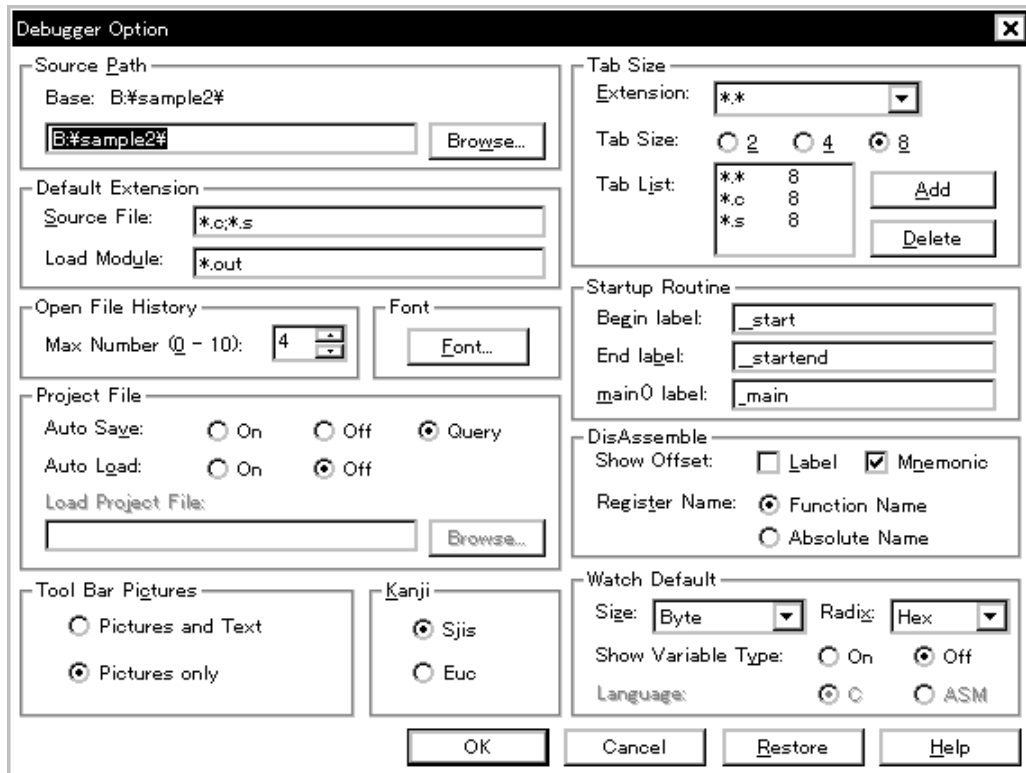 Debugger Option
Source Path
Base: B:¥sample2¥
B:¥sample2¥
Browse...
Default Extension
Source File: *.c;*.s
Load Module: *.out
Open File History
Max Number (0 - 10): 4
Font
Font...
Project File
Auto Save: On Off Query
Auto Load: On Off
Load Project File:
Browse...
Tool Bar Pictures
Pictures and Text
Pictures only
Kanji
Sjis
Euc
Tab Size
Extension: *.*
Tab Size: 2 4 8
Tab List:
*.* 8
*.c 8
*.s 8
Add
Delete
Startup Routine
Begin label: __start
End label: __startend
main() label: _main
DisAssemble
Show Offset: Label Mnemonic
Register Name: Function Name
Absolute Name
Watch Default
Size: Byte Radix: Hex
Show Variable Type: On Off
Language: C ASM
OK Cancel Restore Help